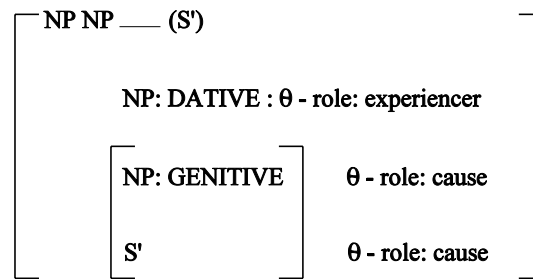 NP NP ___ (S')
NP: DATIVE : θ - role: experiencer
NP: GENITIVE θ - role: cause
S' θ - role: cause